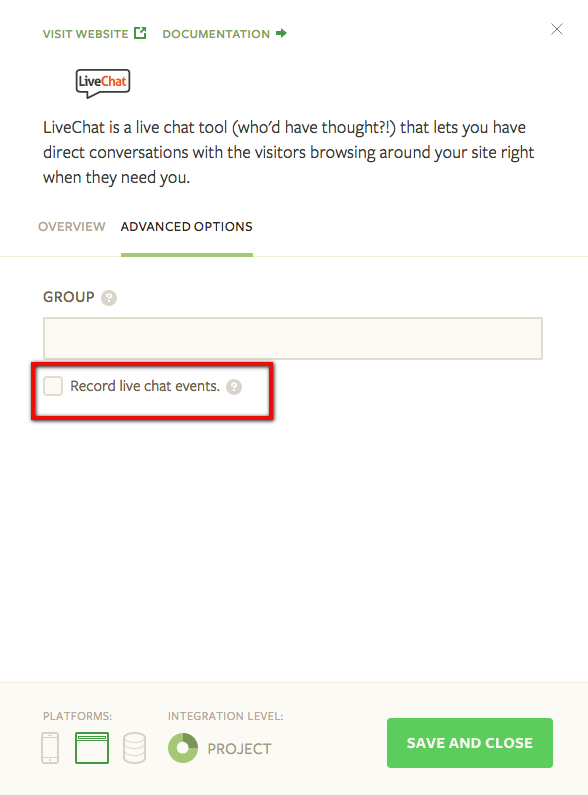 VISIT WEBSITE DOCUMENTATION
LiveChat
LiveChat is a live chat tool (who'd have thought?!) that lets you have
direct conversations with the visitors browsing around your site right
when they need you.
OVERVIEW ADVANCED OPTIONS
GROUP ?
Record live chat events. ?
PLATFORMS: INTEGRATION LEVEL:
PROJECT
SAVE AND CLOSE